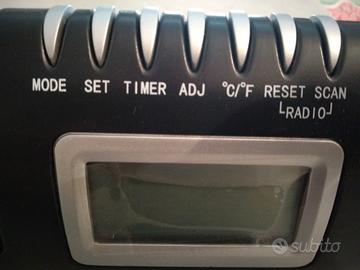 MODE SET TIMER ADJ °C/°F RESET SCAN
RADIO
subito